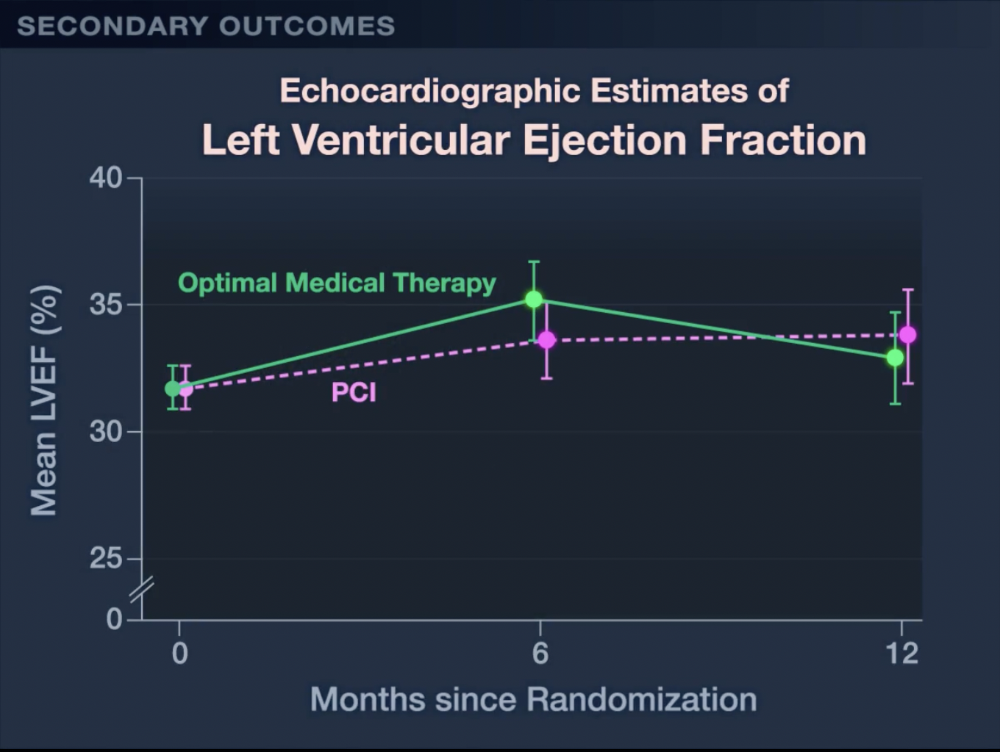 SECONDARY OUTCOMES
Echocardiographic Estimates of
Left Ventricular Ejection Fraction
40
35
30
25
0
Mean LVEF (%)
Optimal Medical Therapy
PCI
0 6 12
Months since Randomization